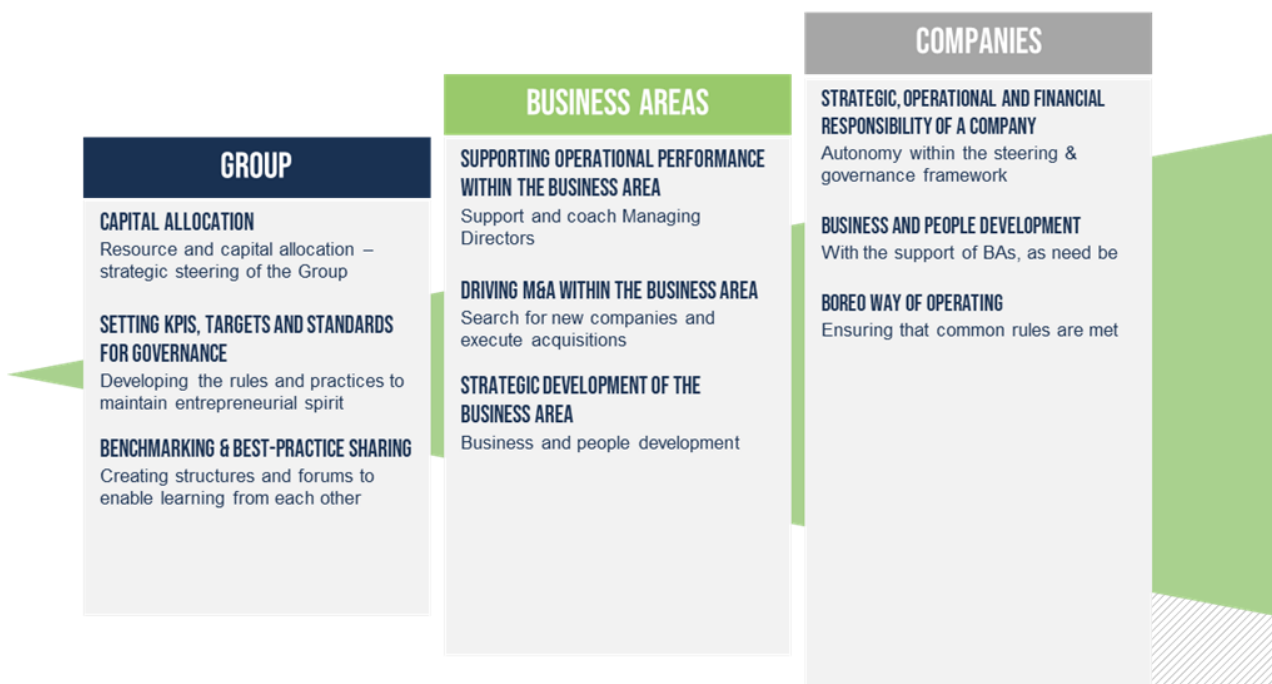 GROUP
CAPITAL ALLOCATION
Resource and capital allocation –
strategic steering of the Group
SETTING KPIS, TARGETS AND STANDARDS
FOR GOVERNANCE
Developing the rules and practices to
maintain entrepreneurial spirit
BENCHMARKING & BEST-PRACTICE SHARING
Creating structures and forums to
enable learning from each other
BUSINESS AREAS
SUPPORTING OPERATIONAL PERFORMANCE
WITHIN THE BUSINESS AREA
Support and coach Managing
Directors
DRIVING M&A WITHIN THE BUSINESS AREA
Search for new companies and
execute acquisitions
STRATEGIC DEVELOPMENT OF THE
BUSINESS AREA
Business and people development
COMPANIES
STRATEGIC, OPERATIONAL AND FINANCIAL
RESPONSIBILITY OF A COMPANY
Autonomy within the steering &
governance framework
BUSINESS AND PEOPLE DEVELOPMENT
With the support of BAs, as need be
BOREO WAY OF OPERATING
Ensuring that common rules are met